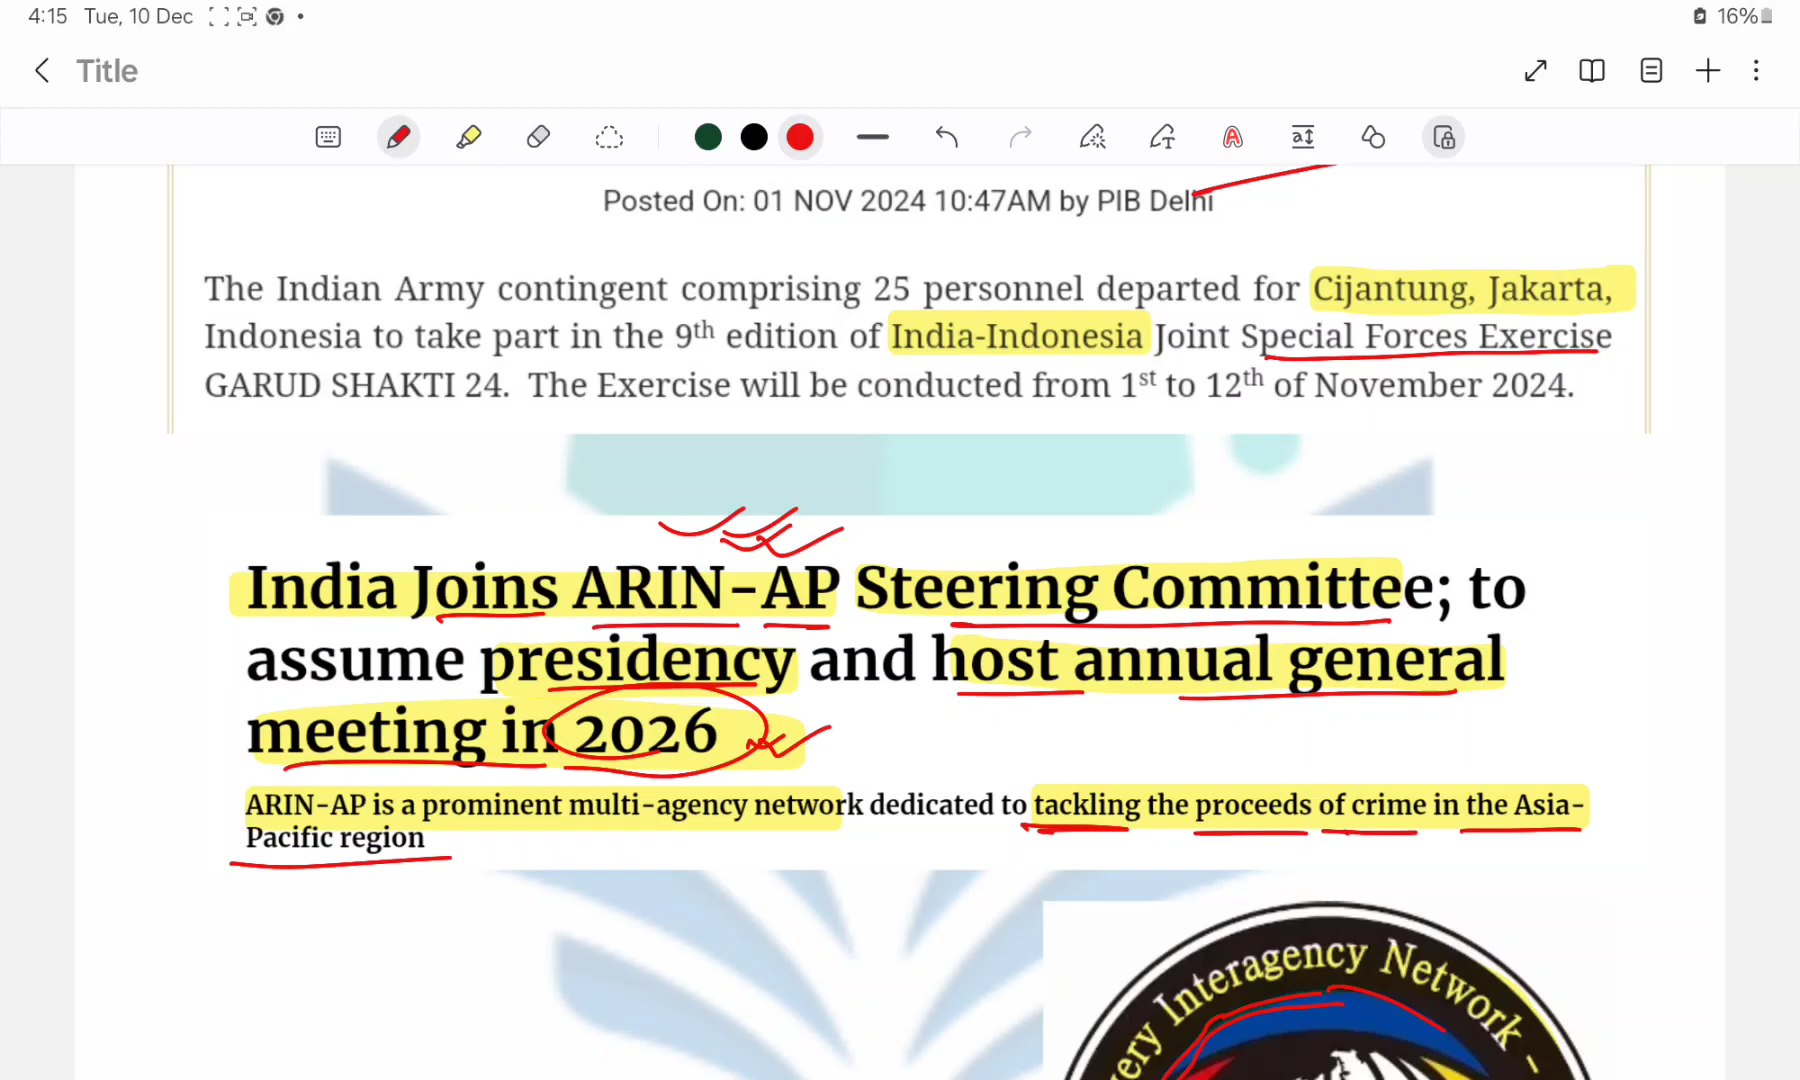 4:15 Tue, 10 Dec
16%
Title
Posted On: 01 NOV 2024 10:47AM by PIB Delhi
The Indian Army contingent comprising 25 personnel departed for Cijantung, Jakarta,
Indonesia to take part in the 9th edition of India-Indonesia Joint Special Forces Exercise
GARUD SHAKTI 24. The Exercise will be conducted from 1st to 12th of November 2024.
India Joins ARIN-AP Steering Committee; to
assume presidency and host annual general
meeting in 2026
ARIN-AP is a prominent multi-agency network dedicated to tackling the proceeds of crime in the Asia-
Pacific region
Interagency Network -